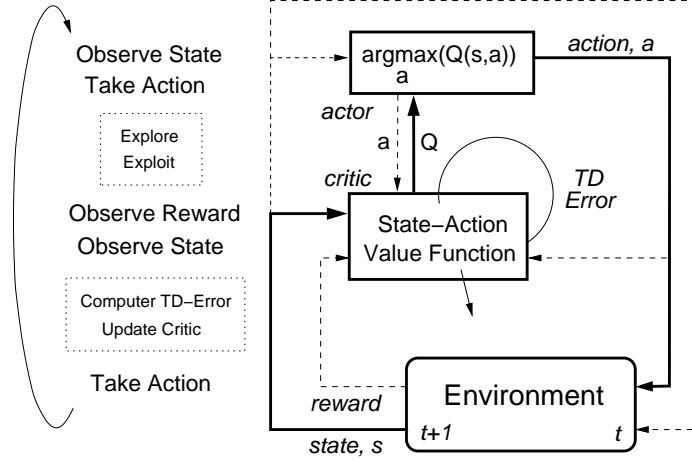 Observe State
Take Action
Explore
Exploit
Observe Reward
Observe State
Computer TD−Error
Update Critic
Take Action
argmax(Q(s,a))
a
action, a
actor
a
Q
critic
TD
Error
State−Action
Value Function
Environment
reward
t+1
t
state, s